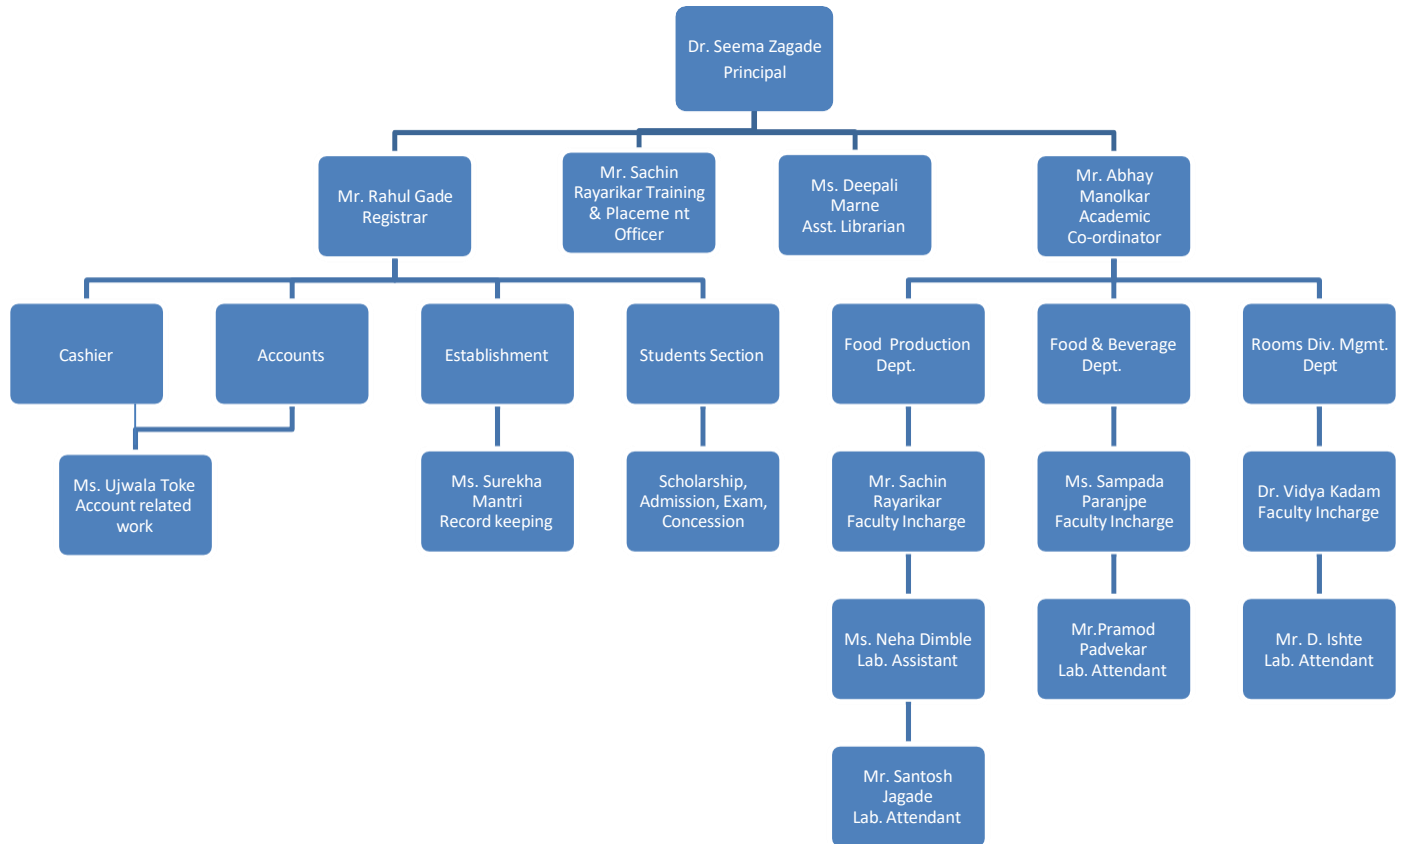 Dr. Seema Zagade
Principal
Mr. Rahul Gade
Registrar
Mr. Sachin
Rayarikar Training
& Placeme nt
Officer
Ms. Deepali
Marne
Asst. Librarian
Mr. Abhay
Manolkar
Academic
Co-ordinator
Cashier
Accounts
Establishment
Students Section
Food  Production
Dept.
Food & Beverage
Dept.
Rooms Div. Mgmt.
Dept
Ms. Ujwala Toke
Account related
work
Ms. Surekha
Mantri
Record keeping
Scholarship,
Admission, Exam,
Concession
Mr. Sachin
Rayarikar
Faculty Incharge
Ms. Sampada
Paranjpe
Faculty Incharge
Dr. Vidya Kadam
Faculty Incharge
Ms. Neha Dimble
Lab. Assistant
Mr.Pramod
Padvekar
Lab. Attendant
Mr. D. Ishte
Lab. Attendant
Mr. Santosh
Jagade
Lab. Attendant